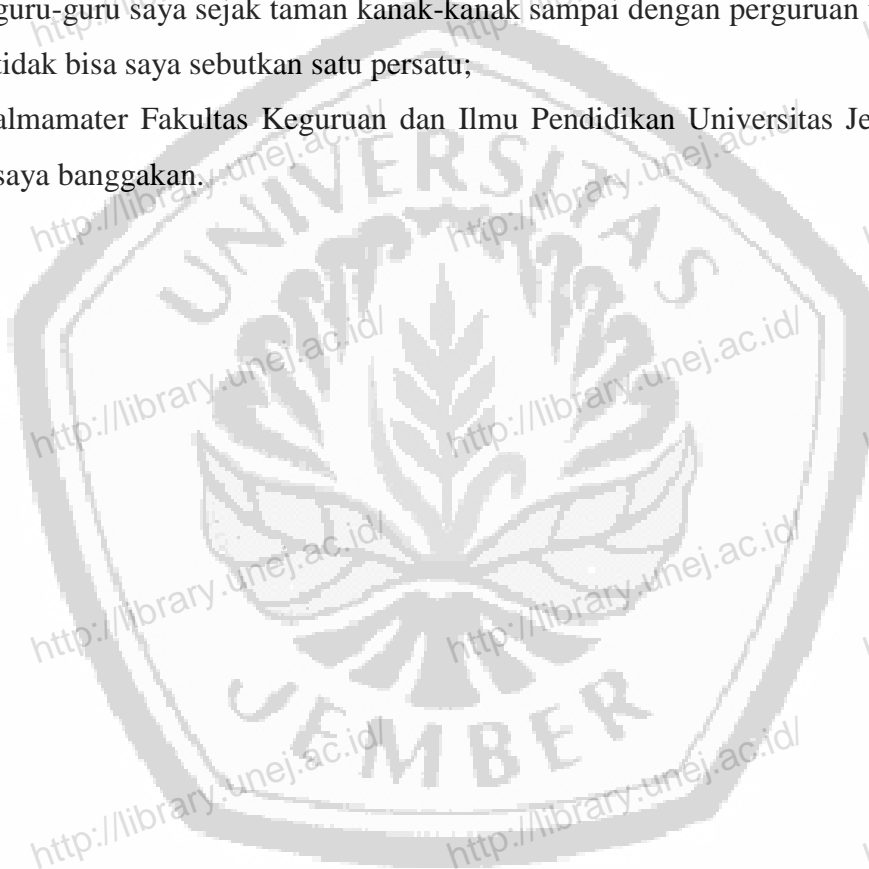 guru-guru saya sejak taman kanak-kanak sampai dengan perguruan
tidak bisa saya sebutkan satu persatu;
almamater Fakultas Keguruan dan Ilmu Pendidikan Universitas Je
saya banggakan.
UNIVERSITAS
JEMBER
http://library.unej.ac.id/
http://library.unej.ac.id/
http://library.unej.ac.id/
http://library.unej.ac.id/
http://library.unej.ac.id/
http://library.unej.ac.id/
http://library.unej.ac.id/
http://library.unej.ac.id/